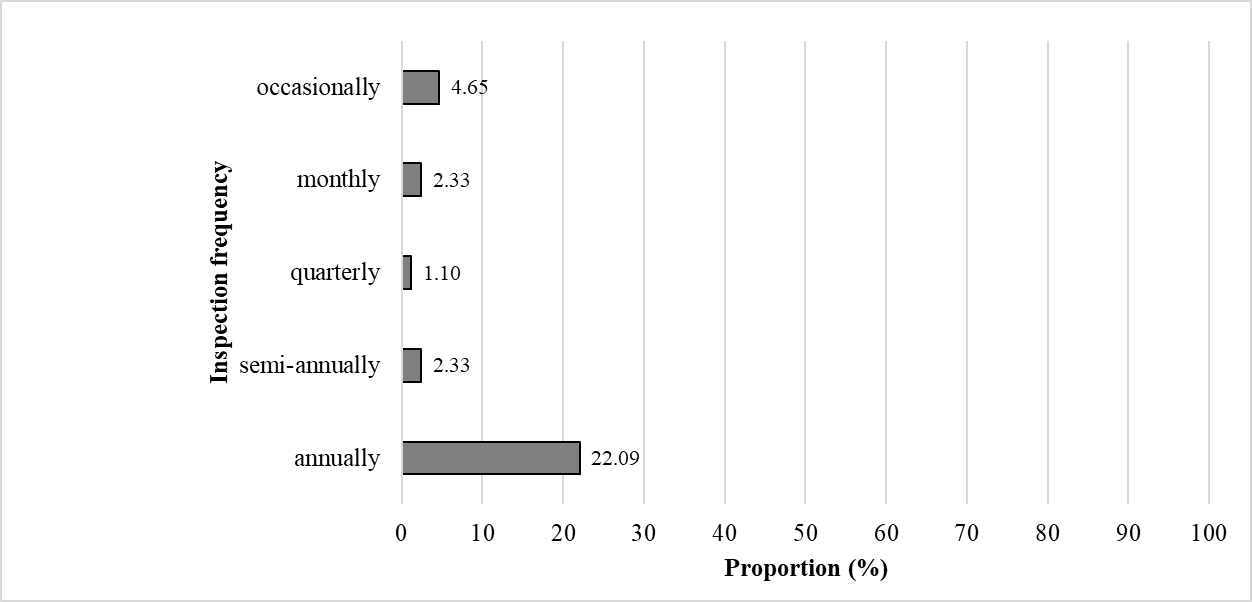 occasionally 4.65
monthly 2.33
quarterly 1.10
semi-annually 2.33
annually 22.09
Inspection frequency
0 10 20 30 40 50 60 70 80 90 100
Proportion (%)